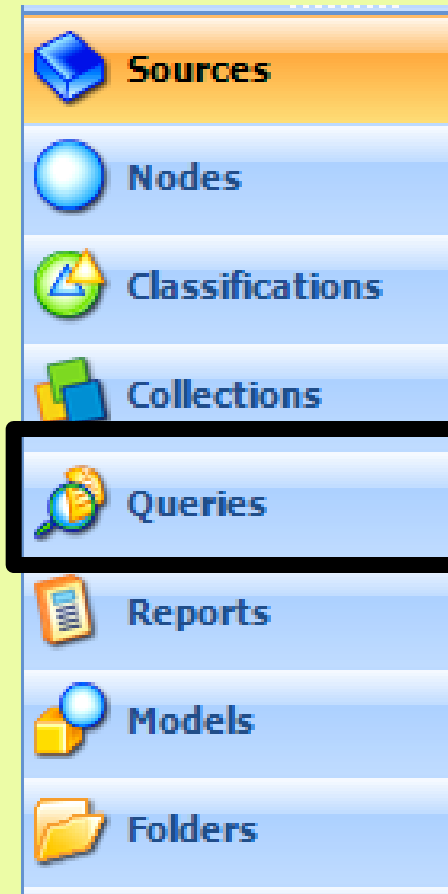 Sources
Nodes
Classifications
Collections
Queries
Reports
Models
Folders